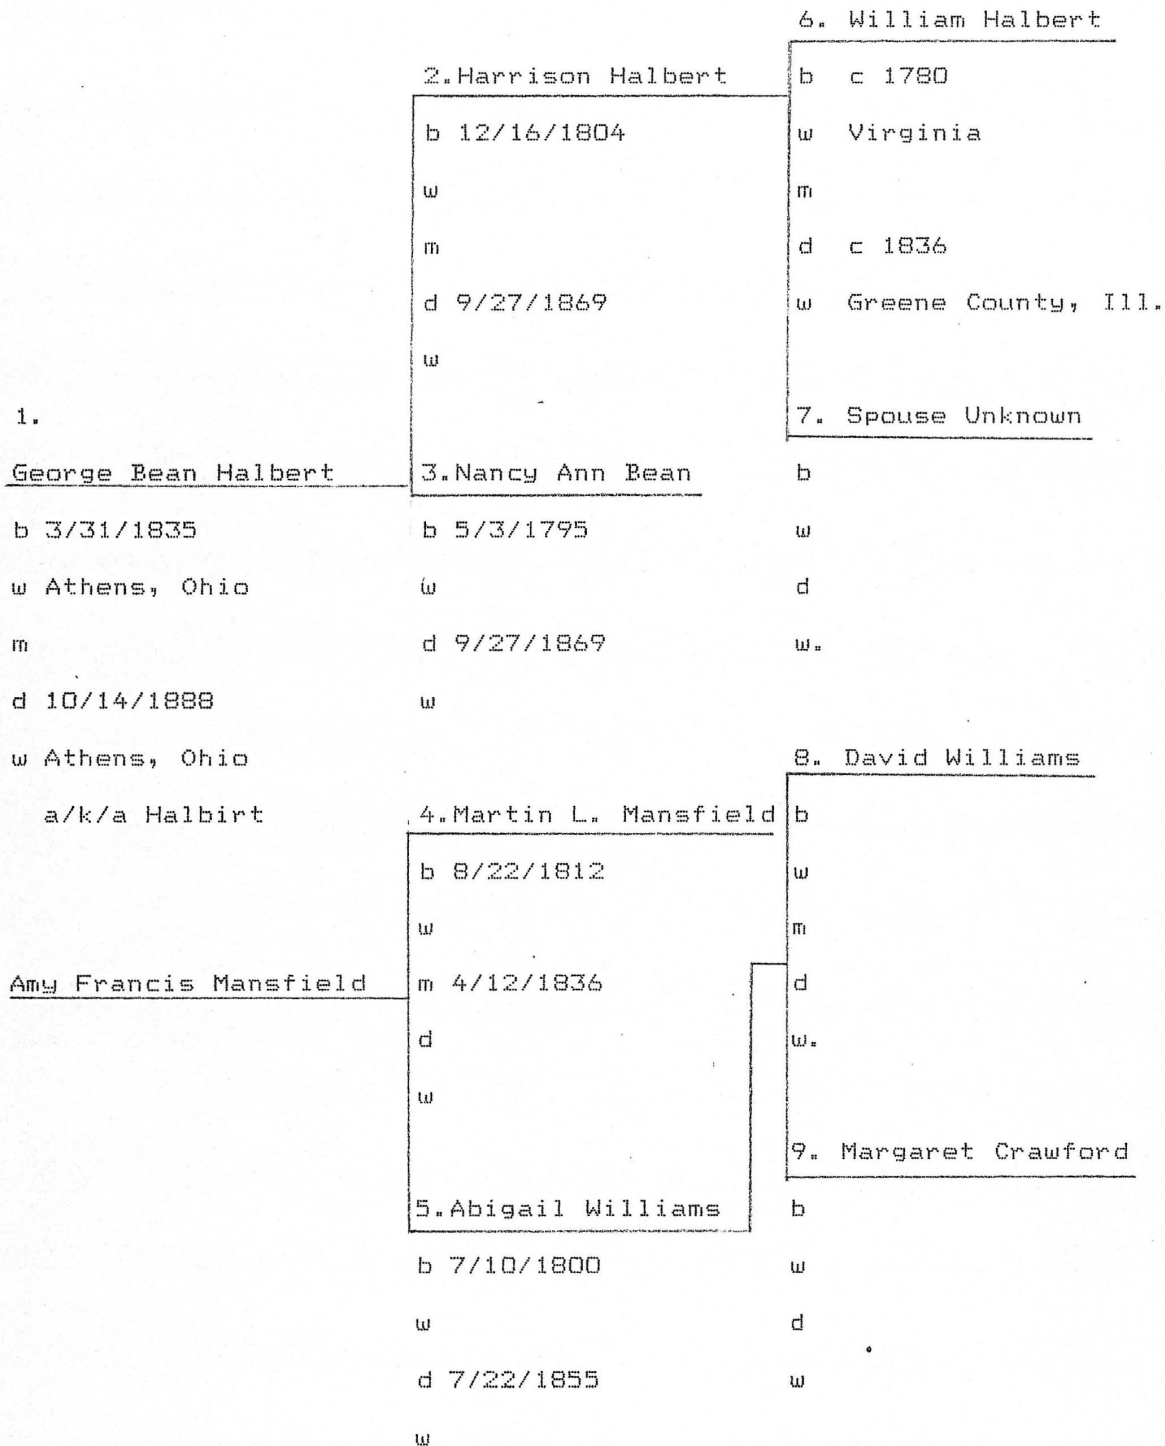 6. William Halbert
2.Harrison Halbert
b c 1780
b 12/16/1804
w Virginia
w
m
m
d c 1836
d 9/27/1869
w Greene County, Ill.
w
1.
7. Spouse Unknown
George Bean Halbert
3.Nancy Ann Bean
b
b 3/31/1835
b 5/3/1795
w
w Athens, Ohio
w
d
m
d 9/27/1869
w.
d 10/14/1888
w
w Athens, Ohio
8. David Williams
a/k/a Halbirt
4.Martin L. Mansfield
b
b 8/22/1812
w
w
m
Amy Francis Mansfield
m 4/12/1836
d
d
w.
w
9. Margaret Crawford
5.Abigail Williams
b
b 7/10/1800
w
w
d
d 7/22/1855
w
w